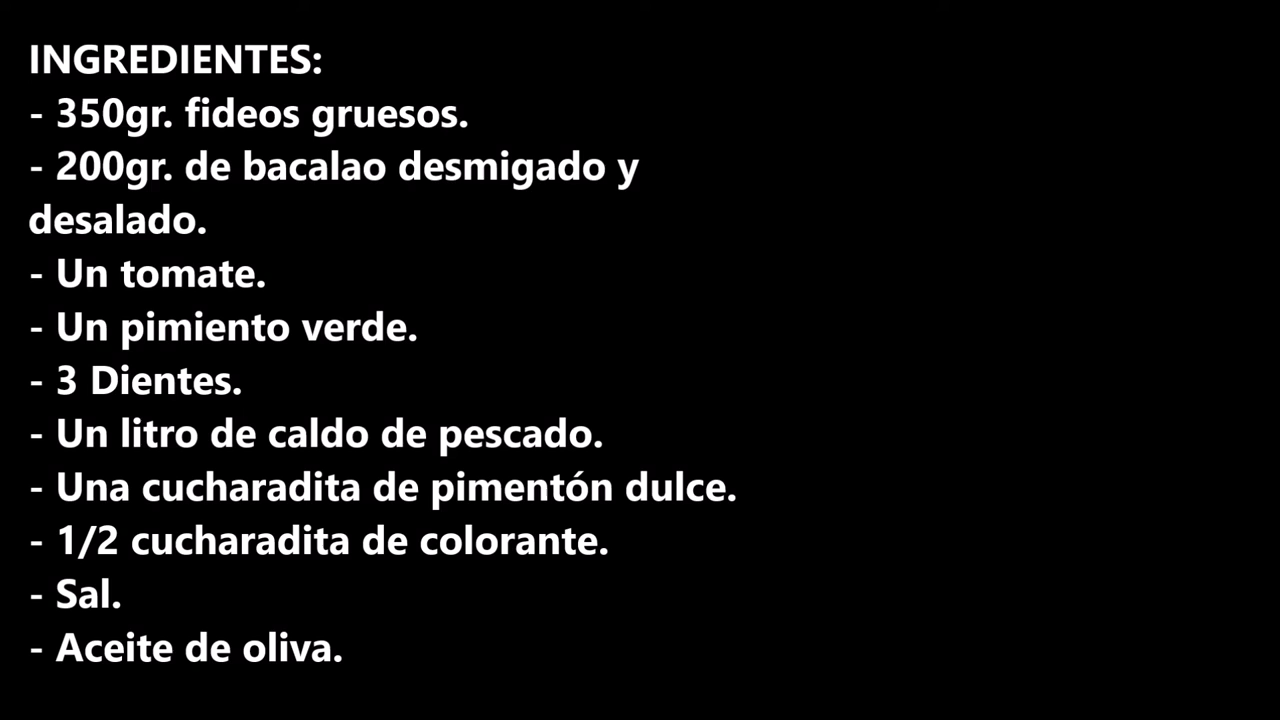 INGREDIENTES:
- 350gr. fideos gruesos.
- 200gr. de bacalao desmigado y
desalado.
- Un tomate.
- Un pimiento verde.
- 3 Dientes.
- Un litro de caldo de pescado.
- Una cucharadita de pimentón dulce.
- 1/2 cucharadita de colorante.
- Sal.
- Aceite de oliva.